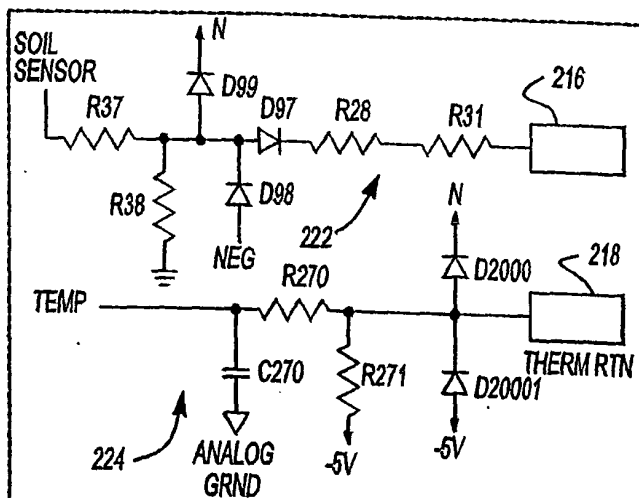 SOIL
SENSOR
N
D99
D97
R28
R31
216
R37
R38
D98
NEG
222
N
D2000
218
TEMP
R270
C270
R271
D20001
THERM RTN
224
ANALOG
GRND
-5V
-5V